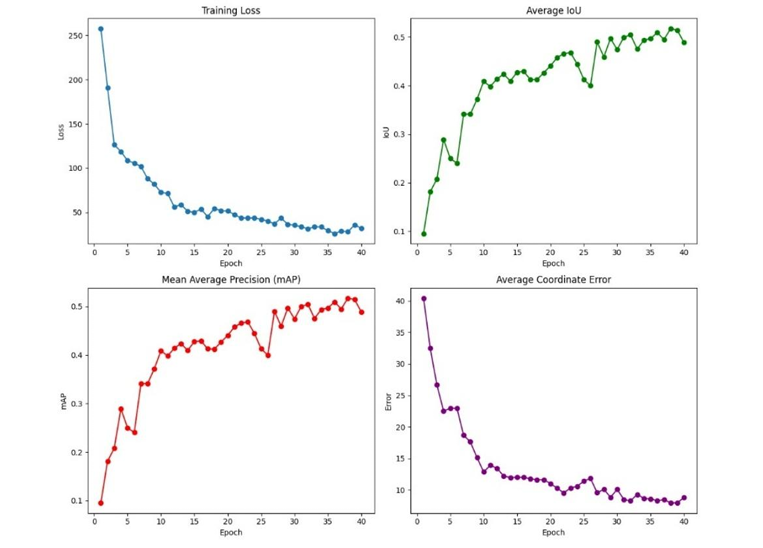 Training Loss
250
200
150
100
50
Loss
0 5 10 15 20 25 30 35 40
Epoch
Average IoU
0.5
0.4
0.3
0.2
0.1
IoU
0 5 10 15 20 25 30 35 40
Epoch
Mean Average Precision (mAP)
0.5
0.4
0.3
0.2
0.1
mAP
0 5 10 15 20 25 30 35 40
Epoch
Average Coordinate Error
40
35
30
25
20
15
10
Error
0 5 10 15 20 25 30 35 40
Epoch